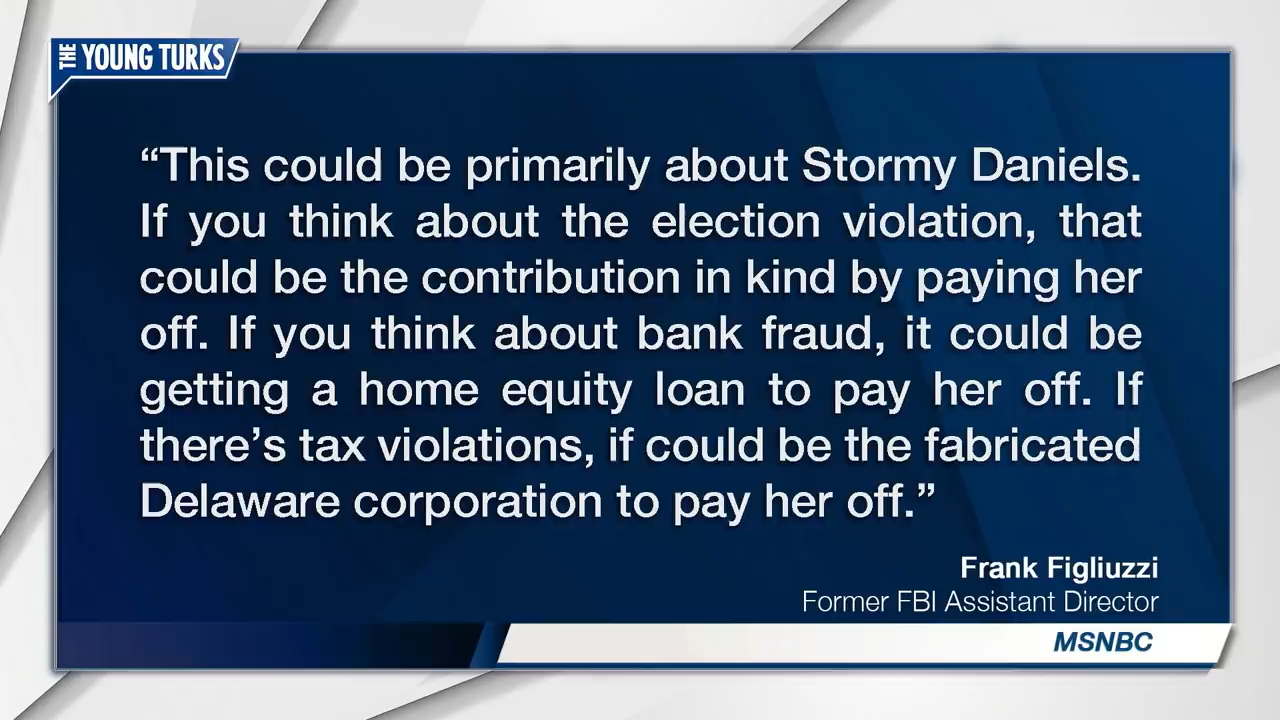 THE YOUNG TURKS
“This could be primarily about Stormy Daniels.
If you think about the election violation, that
could be the contribution in kind by paying her
off. If you think about bank fraud, it could be
getting a home equity loan to pay her off. If
there’s tax violations, if could be the fabricated
Delaware corporation to pay her off.”
Frank Figliuzzi
Former FBI Assistant Director
MSNBC